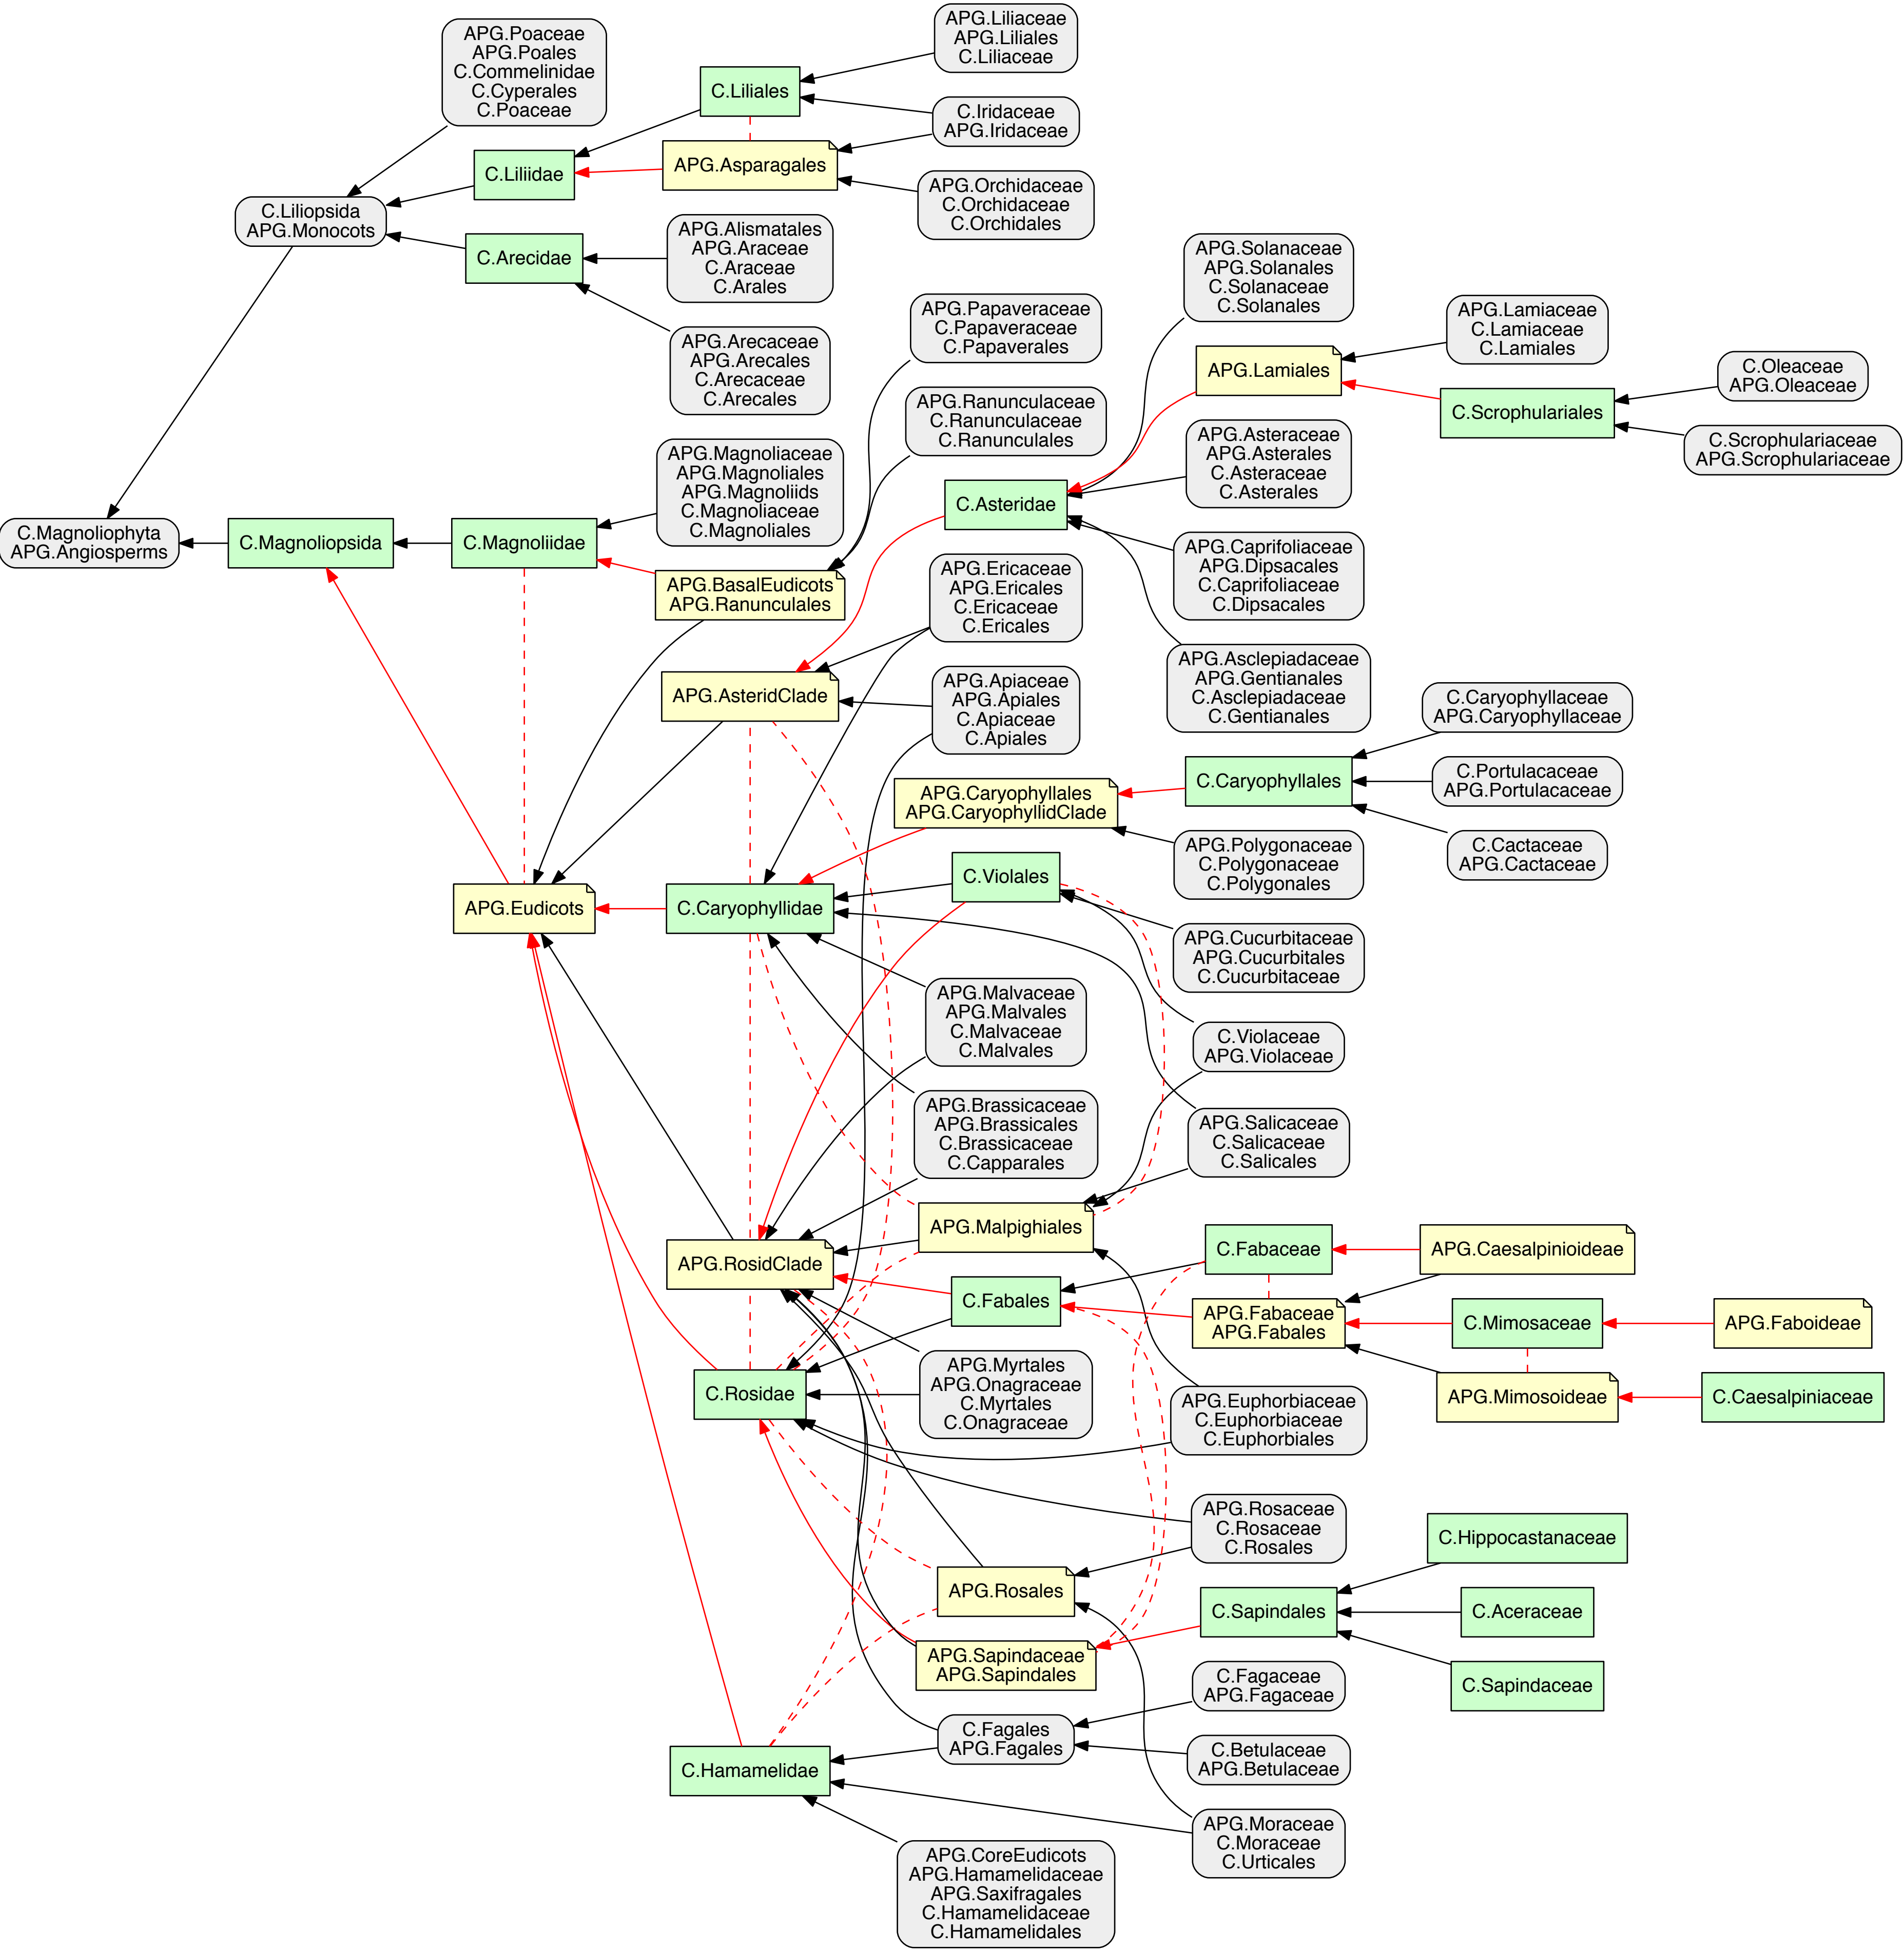 APG.Poaceae
APG.Poales
C.Commelinidae
C.Cyperales
C.Poaceae
C.Liliales
APG.Liliaceae
APG.Liliales
C.Liliaceae
C.Iridaceae
APG.Iridaceae
C.Liliidae
APG.Asparagales
C.Liliopsida
APG.Monocots
APG.Orchidaceae
C.Orchidaceae
C.Orchidales
C.Arecidae
APG.Alismatales
APG.Araceae
C.Araceae
C.Arales
APG.Solanaceae
APG.Solanales
C.Solanaceae
C.Solanales
APG.Papaveraceae
C.Papaveraceae
C.Papaverales
APG.Lamiaceae
C.Lamiaceae
C.Lamiales
APG.Arecaceae
APG.Arecales
C.Arecaceae
C.Arecales
APG.Lamiales
C.Oleaceae
APG.Oleaceae
APG.Ranunculaceae
C.Ranunculaceae
C.Ranunculales
C.Scrophulariales
C.Scrophulariaceae
APG.Scrophulariaceae
APG.Asteraceae
APG.Asterales
C.Asteraceae
C.Asterales
APG.Magnoliaceae
APG.Magnoliales
APG.Magnoliids
C.Magnoliaceae
C.Magnoliales
C.Asteridae
C.Magnoliophyta
APG.Angiosperms
C.Magnoliopsida
C.Magnoliidae
APG.BasalEudicots
APG.Ranunculales
APG.Caprifoliaceae
APG.Dipsacales
C.Caprifoliaceae
C.Dipsacales
APG.Ericaceae
APG.Ericales
C.Ericaceae
C.Ericales
APG.AsteridClade
APG.Asclepiadaceae
APG.Gentianales
C.Asclepiadaceae
C.Gentianales
APG.Apiaceae
APG.Apiales
C.Apiaceae
C.Apiales
C.Caryophyllaceae
APG.Caryophyllaceae
C.Caryophyllales
C.Portulacaceae
APG.Portulacaceae
APG.Caryophyllales
APG.CaryophyllidClade
C.Cactaceae
APG.Cactaceae
APG.Polygonaceae
C.Polygonaceae
C.Polygonales
C.Violales
APG.Eudicots
C.Caryophyllidae
APG.Cucurbitaceae
APG.Cucurbitales
C.Cucurbitaceae
APG.Malvaceae
APG.Malvales
C.Malvaceae
C.Malvales
C.Violaceae
APG.Violaceae
APG.Brassicaceae
APG.Brassicales
C.Brassicaceae
C.Capparales
APG.Salicaceae
C.Salicaceae
C.Salicales
APG.Malpighiales
APG.RosidClade
C.Fabaceae
APG.Caesalpinioideae
C.Fabales
APG.Fabaceae
APG.Fabales
C.Mimosaceae
APG.Faboideae
C.Rosidae
APG.Myrtales
APG.Onagraceae
C.Myrtales
C.Onagraceae
APG.Mimosoideae
C.Caesalpiniaceae
APG.Euphorbiaceae
C.Euphorbiaceae
C.Euphorbiales
APG.Rosaceae
C.Rosaceae
C.Rosales
C.Hippocastanaceae
APG.Rosales
C.Sapindales
C.Aceraceae
APG.Sapindaceae
APG.Sapindales
C.Sapindaceae
C.Fagaceae
APG.Fagaceae
C.Fagales
APG.Fagales
C.Betulaceae
APG.Betulaceae
C.Hamamelidae
APG.Moraceae
C.Moraceae
C.Urticales
APG.CoreEudicots
APG.Hamamelidaceae
APG.Saxifragales
C.Hamamelidaceae
C.Hamamelidales